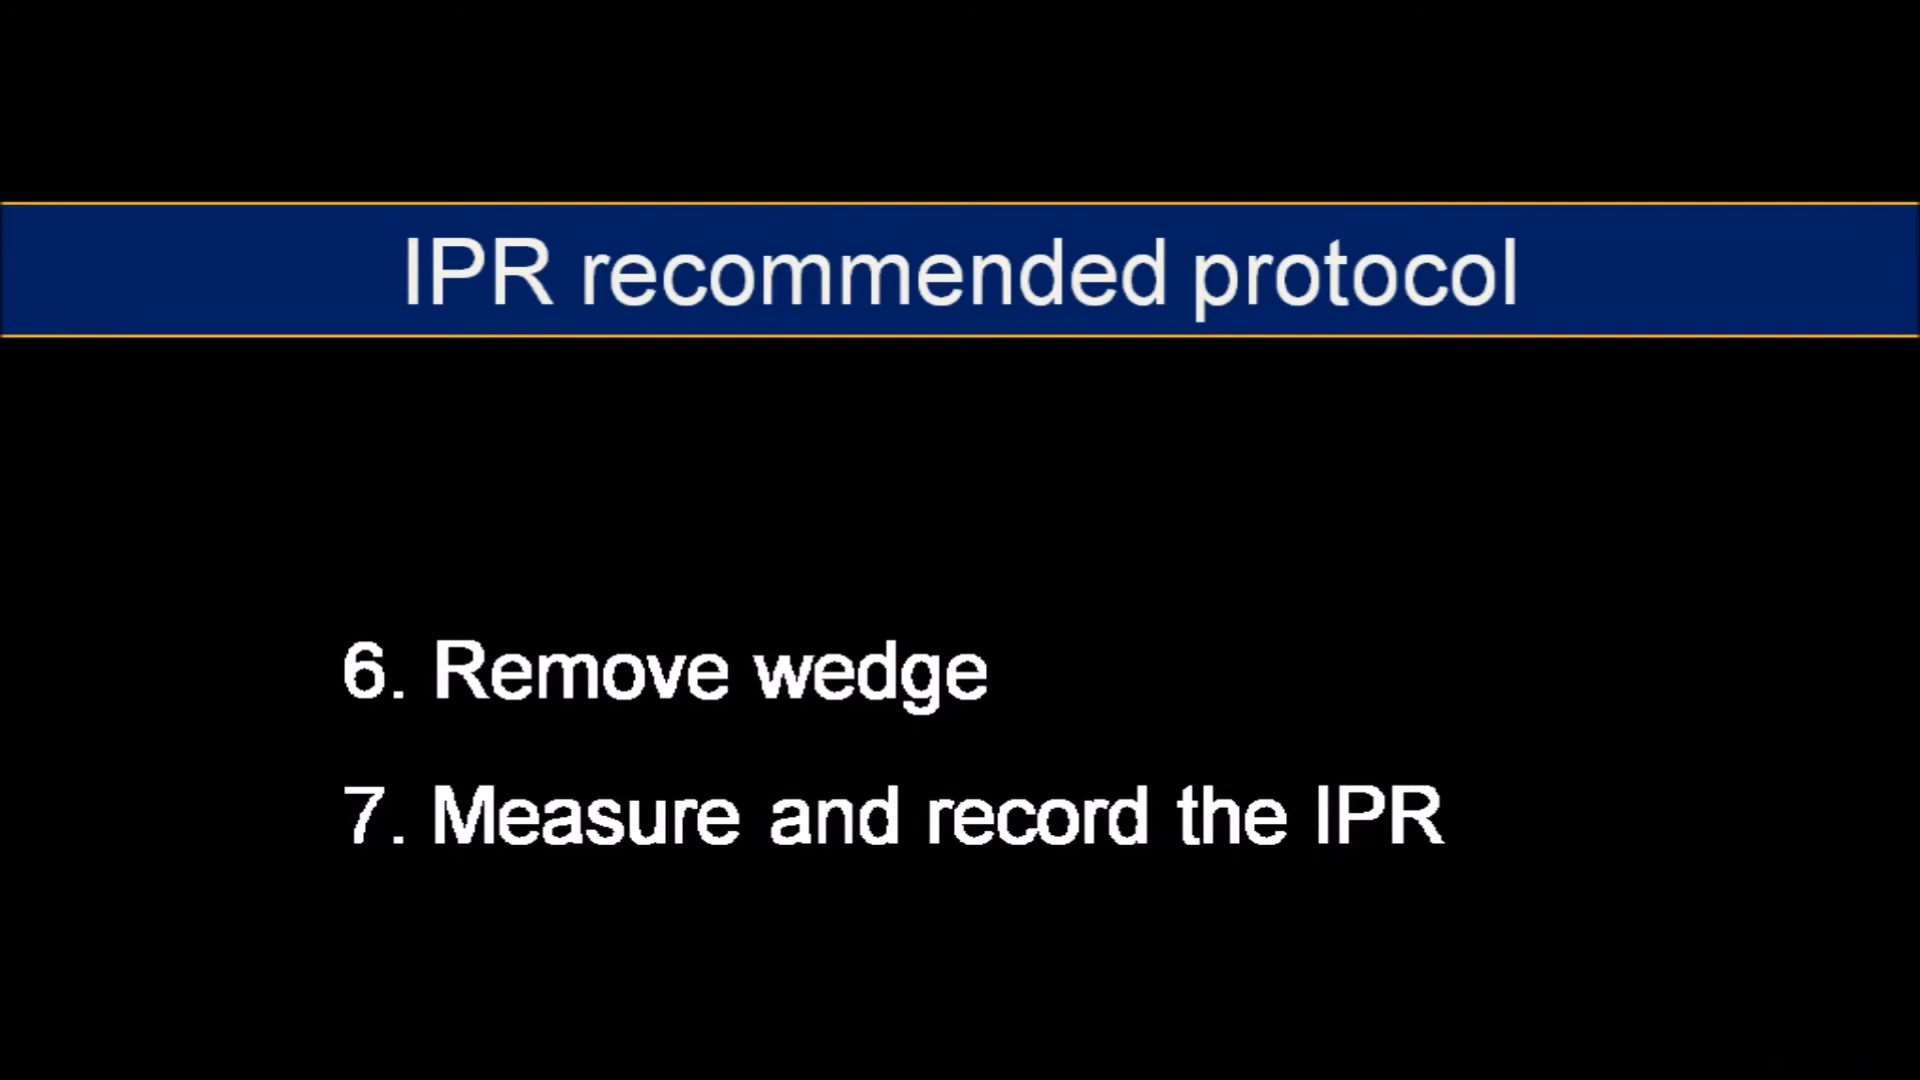 IPR recommended protocol
6. Remove wedge
7. Measure and record the IPR